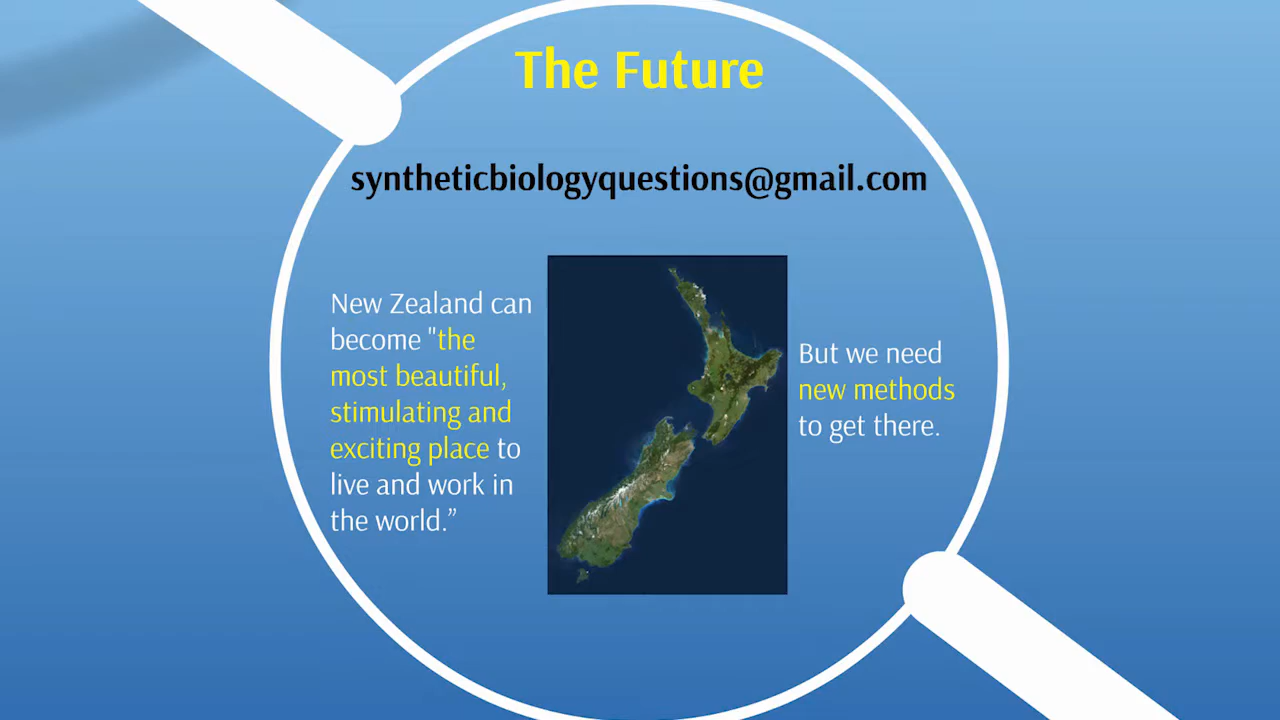 The Future
syntheticbiologyquestions@gmail.com
New Zealand can
become "the
most beautiful,
stimulating and
exciting place to
live and work in
the world.”
But we need
new methods
to get there.